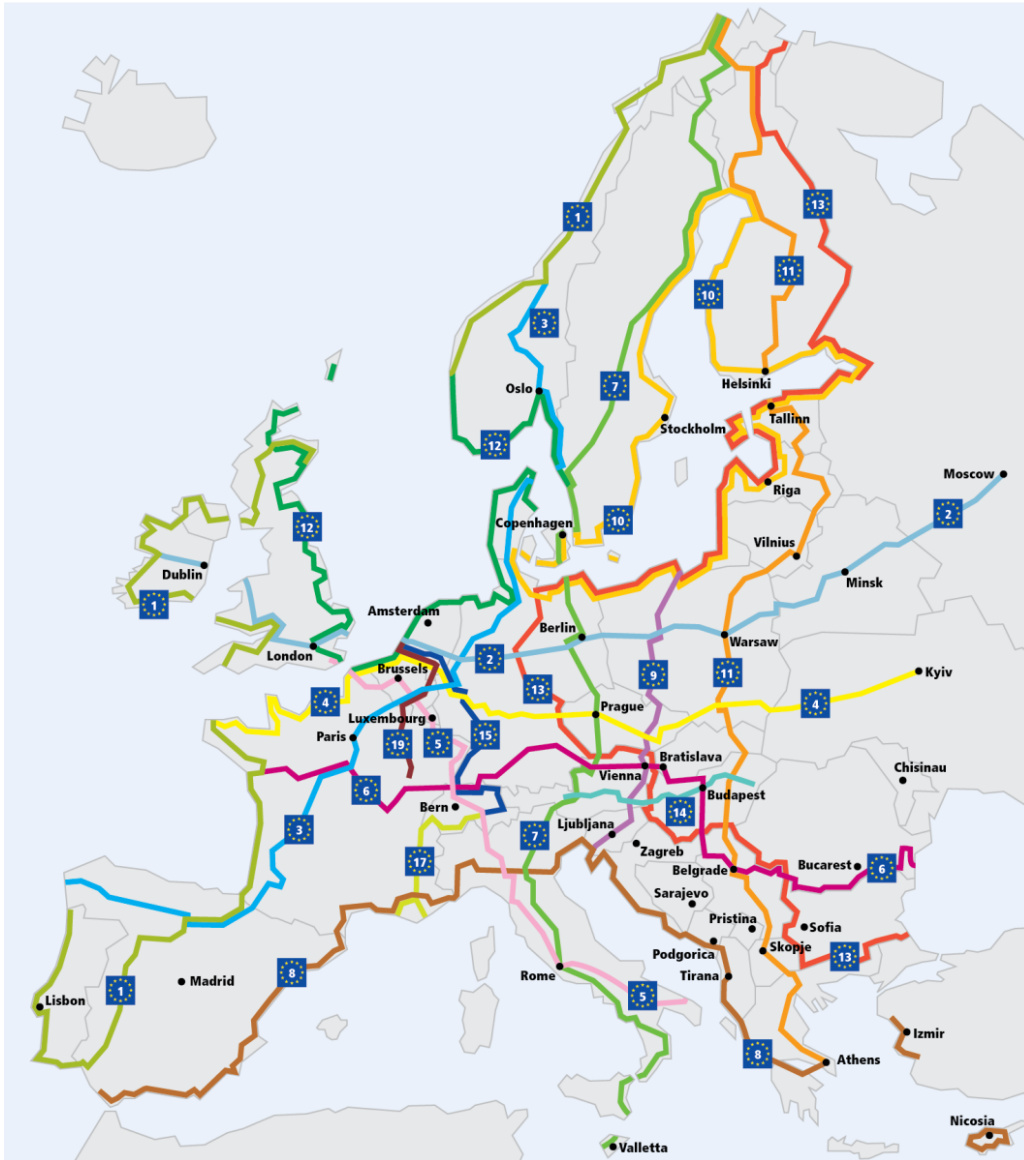 1
13
11
10
3
Helsinki
7
Oslo
Tallinn
Stockholm
12
Moscow
Riga
2
10
Copenhagen
12
Vilnius
Dublin
Minsk
1
Amsterdam
Berlin
Warsaw
London
2
Brussels
Kyiv
9
11
13
4
4
Luxembourg
Prague
15
Paris
19
5
Bratislava
Vienna
Chisinau
6
Budapest
Bern
14
3
Ljubljana
7
Zagreb
17
Bucarest
6
Belgrade
Sarajevo
Pristina
Sofia
Skopje
Podgorica
13
Rome
Tirana
8
Madrid
1
5
Lisbon
Izmir
8
Athens
Nicosia
Valletta